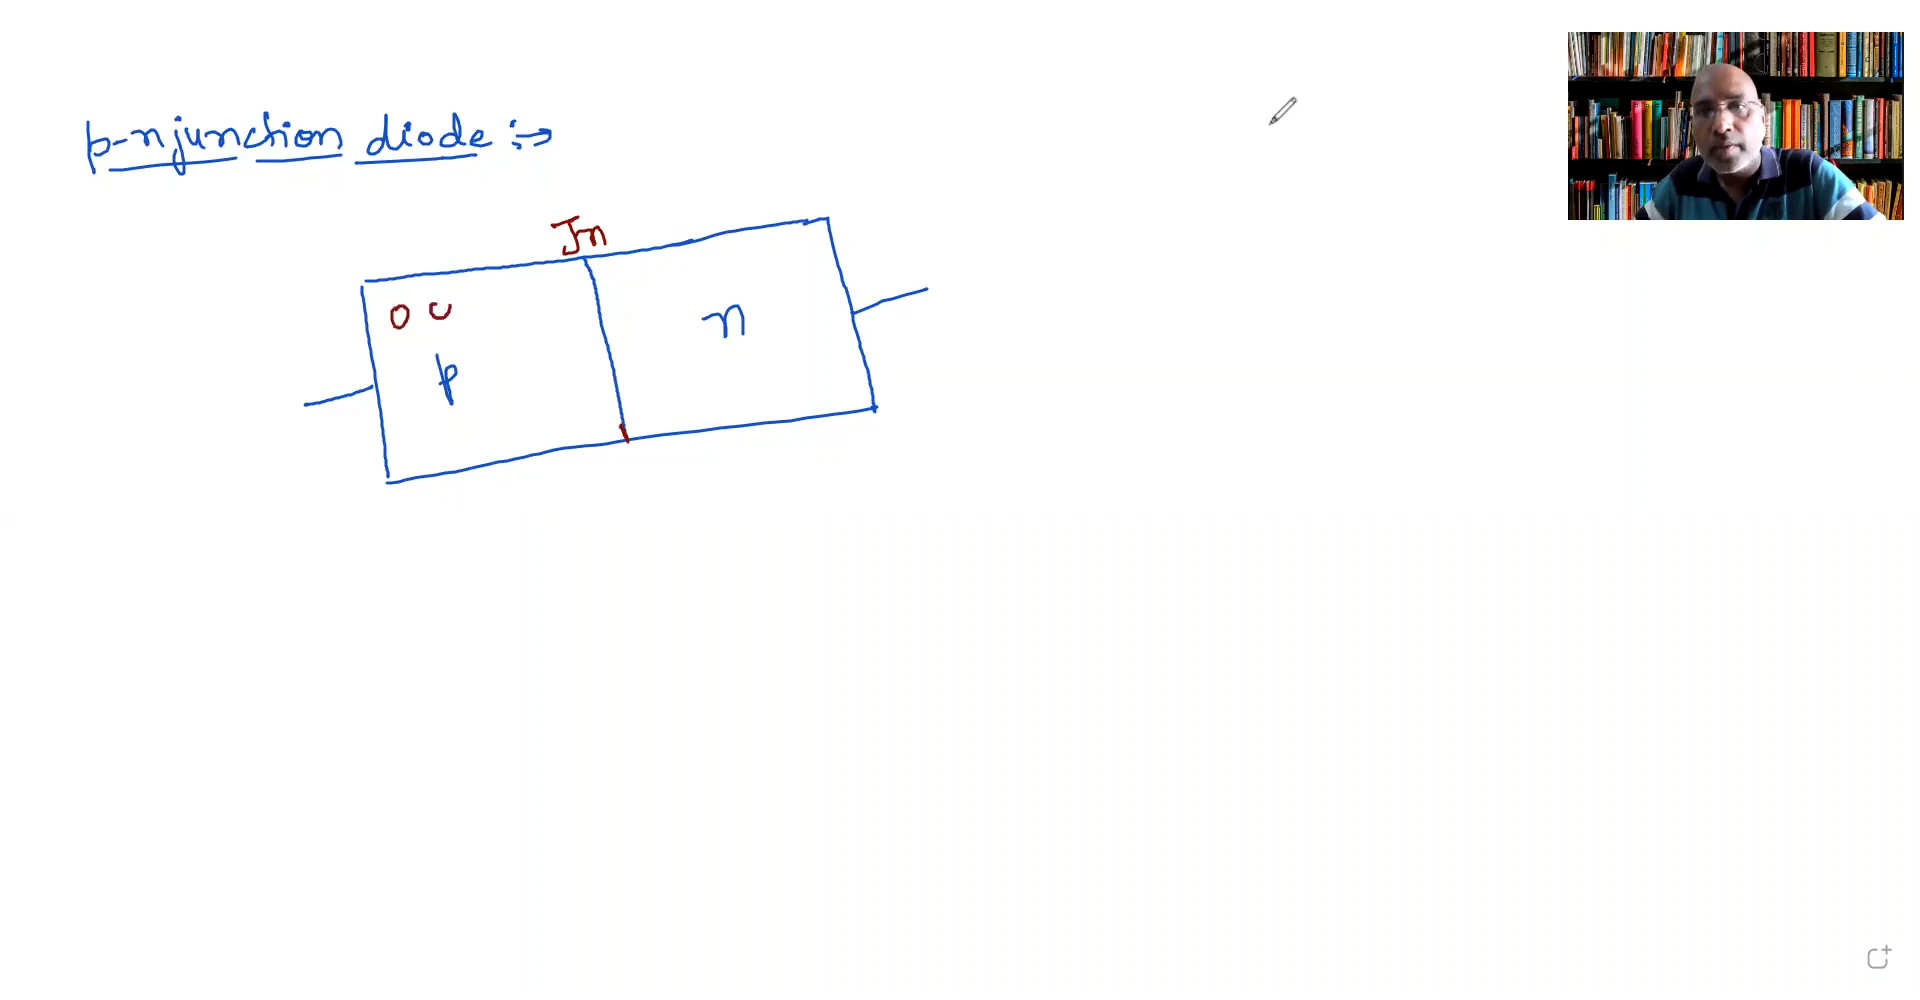 p-n junction diode :→
Jn
O O
p
n